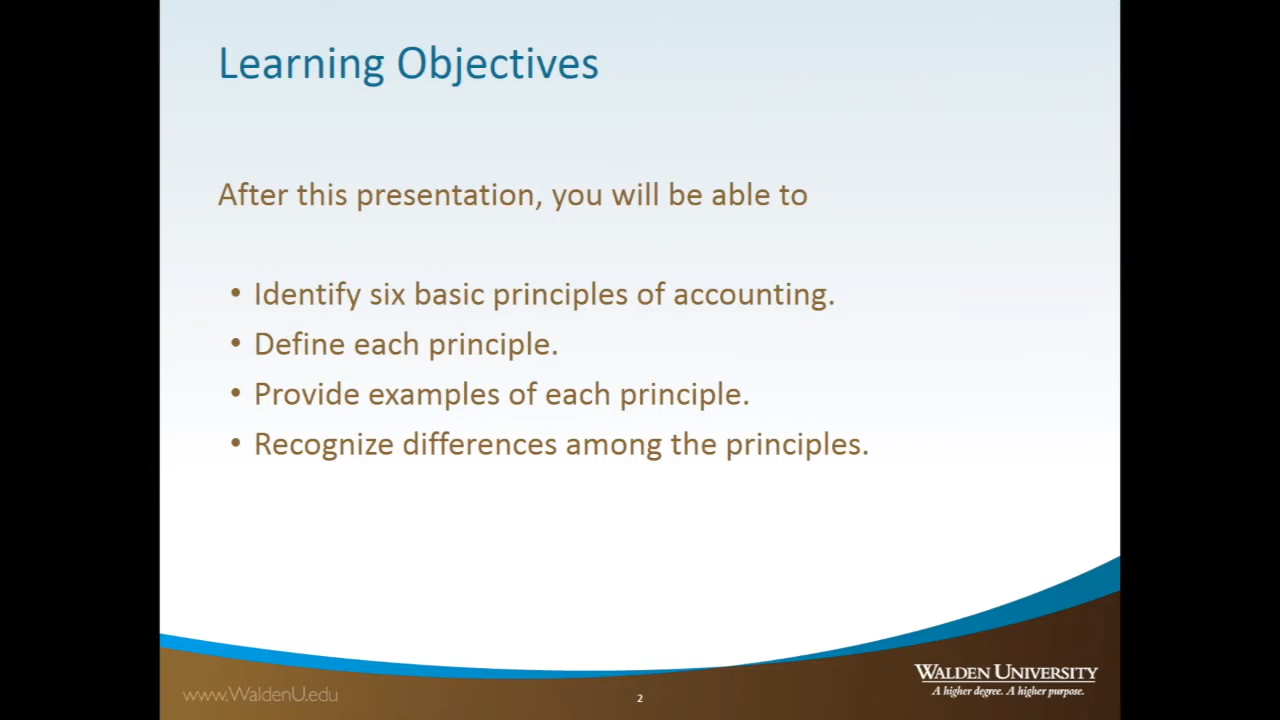 Learning Objectives
After this presentation, you will be able to
• Identify six basic principles of accounting.
• Define each principle.
• Provide examples of each principle.
• Recognize differences among the principles.
www.WaldenU.edu
2
WALDEN UNIVERSITY
A higher degree. A higher purpose.